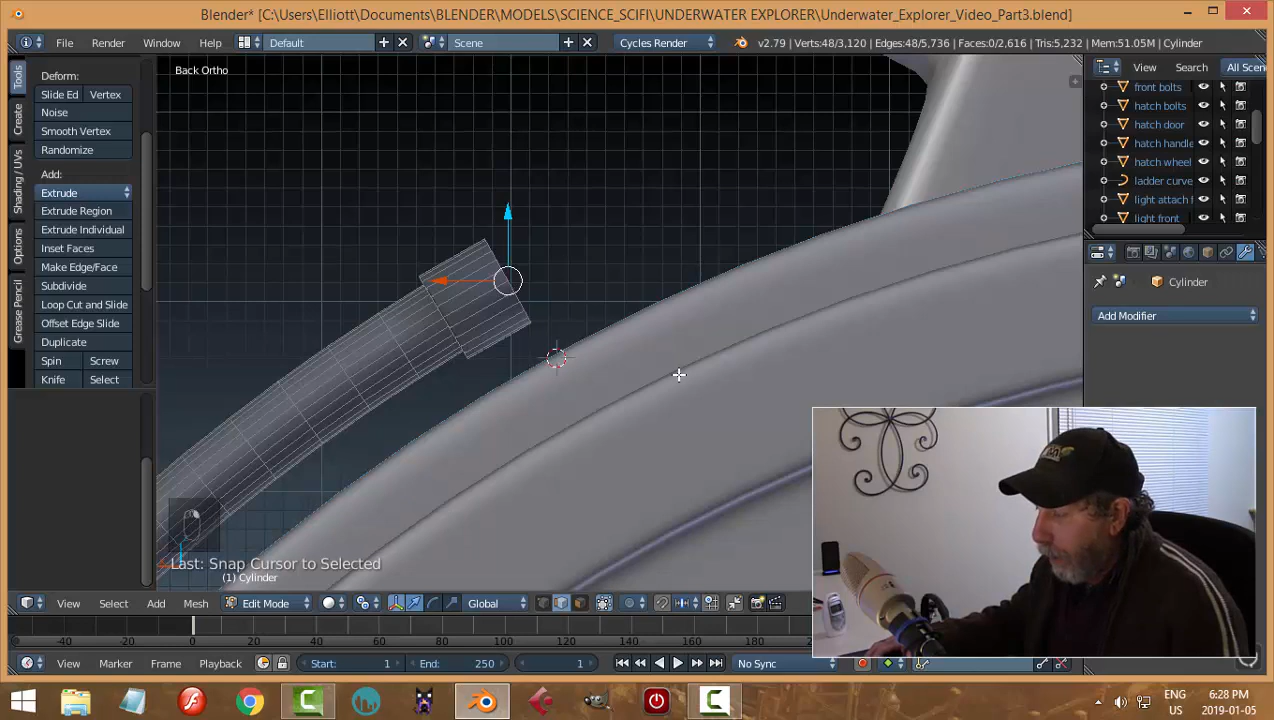 Blender* [C:\Users\Elliott\Documents\BLENDER\MODELS\SCIENCE_SCIFI\UNDERWATER EXPLORER\Underwater_Explorer_Video_Part3.blend]
File Render Window Help Default Scene Cycles Render v2.79 | Verts:48/3,120 | Edges:48/5,736 | Faces:0/2,616 | Tris:5,232 | Mem:51.05M | Cylinder
Tools
Create
Shading / UVs
Options
Grease Pencil
Deform:
Slide Ed Vertex
Noise
Smooth Vertex
Randomize
Add:
Extrude
Extrude Region
Extrude Individual
Inset Faces
Make Edge/Face
Subdivide
Loop Cut and Slide
Offset Edge Slide
Duplicate
Spin Screw
Knife Select
Back Ortho
Last: Snap Cursor to Selected
(1) Cylinder
View Search All Scen
front bolts
hatch bolts
hatch door
hatch handle
hatch wheel
ladder curve
light attach
light front
Cylinder
Add Modifier
View Select Add Mesh Edit Mode Global
-40 -20 0 20 40 60 80 100 120 140 160 180 200
View Marker Frame Playback Start: 1 End: 250 1 No Sync
ENG
US
6:28 PM
2019-01-05